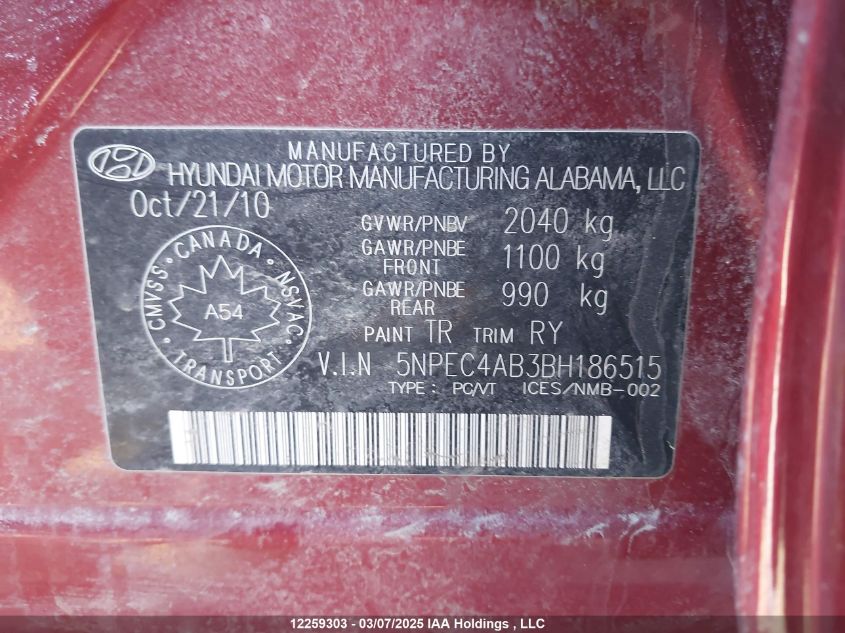 MANUFACTURED BY
HYUNDAI MOTOR MANUFACTURING ALABAMA, LLC
Oct/21/10
GVWR/PNBV 2040 kg
GAWR/PNBE FRONT 1100 kg
GAWR/PNBE REAR 990 kg
CMVSS CANADA NSVAC
A54
TRANSPORT
PAINT TR TRIM RY
V.I.N 5NPEC4AB3BH186515
TYPE : PC/VT ICES/NMB-002
12259303 - 03/07/2025 IAA Holdings , LLC